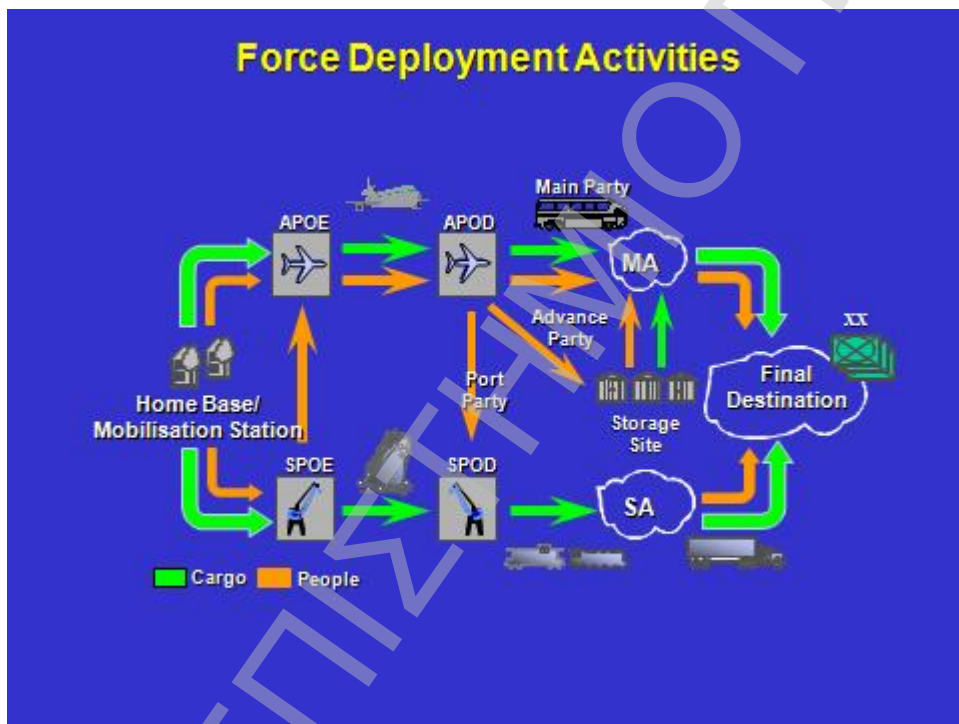 Force Deployment Activities
Main Party
APOE
APOD
MA
Advance
Party
XX
Port
Party
Final
Destination
Home Base/
Mobilisation Station
Storage
Site
SPOE
SPOD
SA
Cargo
People